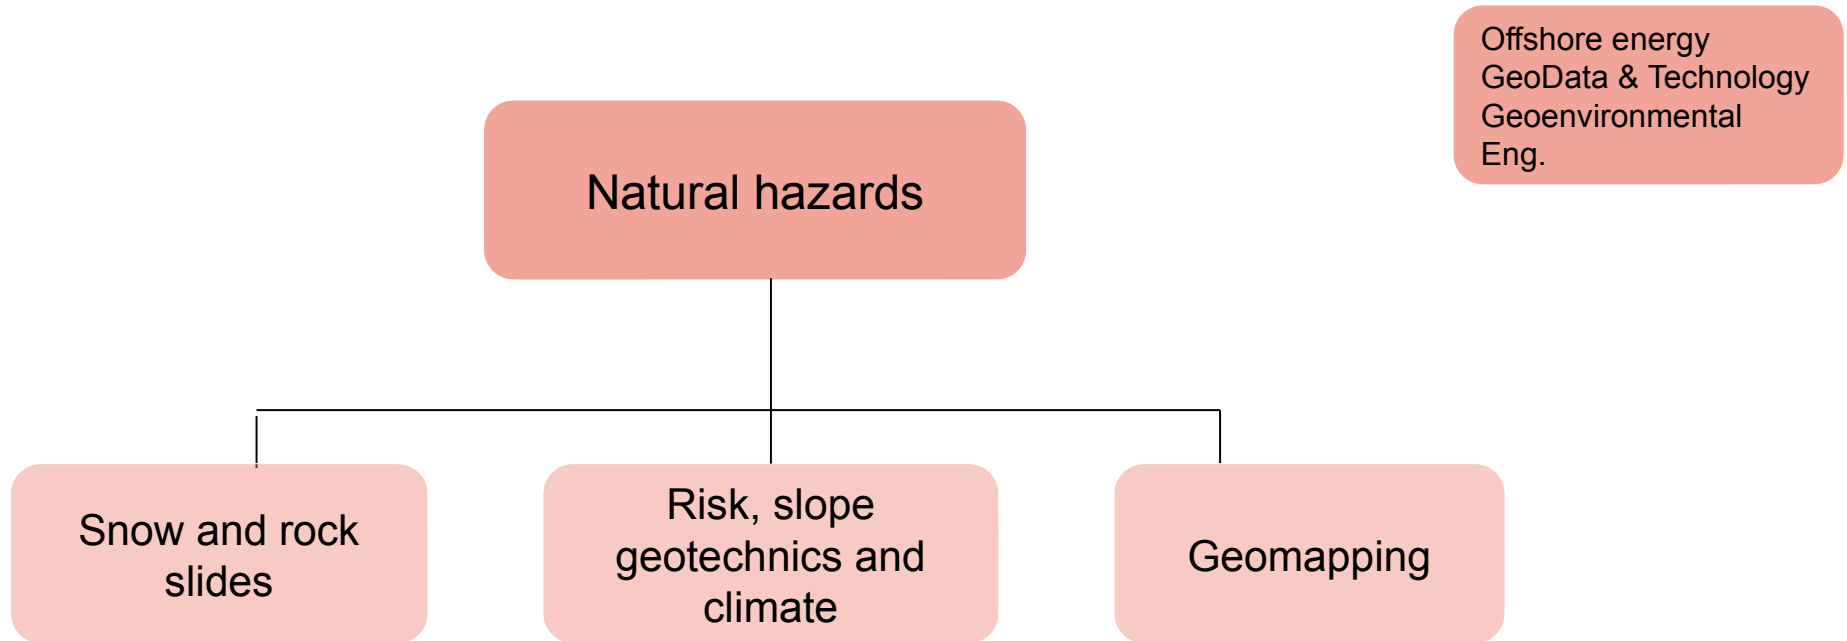 Offshore energy
GeoData & Technology
Geoenvironmental
Eng.
Natural hazards
Snow and rock
slides
Risk, slope
geotechnics and
climate
Geomapping